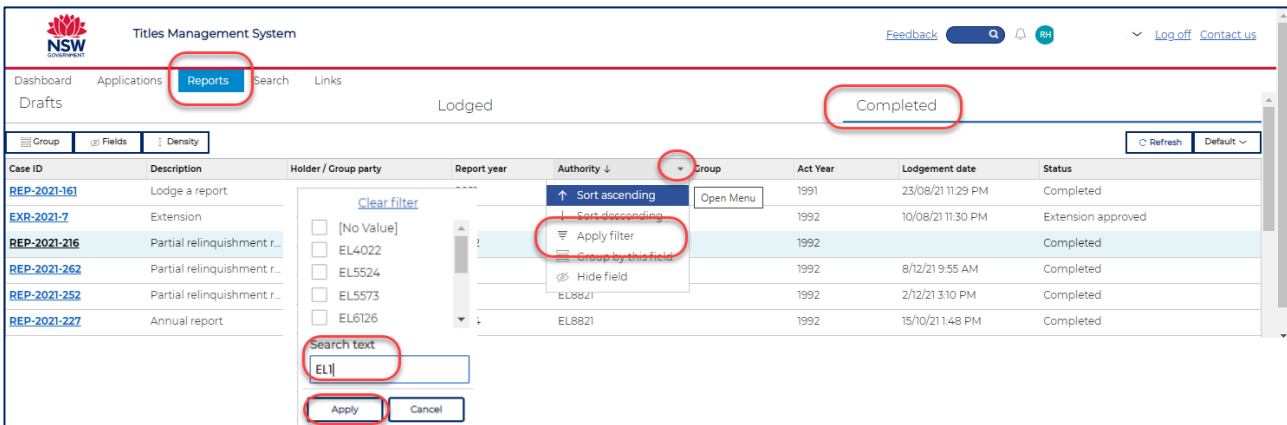 NSW
GOVERNMENT
Titles Management System
Feedback
RH
Log off Contact us
Dashboard Applications Reports Search Links
Drafts Lodged Completed
Group Fields Density Refresh Default
Case ID Description Holder / Group party Report year Authority ↓ Group Act Year Lodgement date Status
REP-2021-161 Lodge a report 1991 23/08/21 11:29 PM Completed
EXR-2021-7 Extension 1992 10/08/21 11:30 PM Extension approved
REP-2021-216 Partial relinquishment r... 1992 Completed
REP-2021-262 Partial relinquishment r... 1992 8/12/21 9:55 AM Completed
REP-2021-252 Partial relinquishment r... EL8821 1992 2/12/21 3:10 PM Completed
REP-2021-227 Annual report EL8821 1992 15/10/21 1:48 PM Completed
↑ Sort ascending
Open Menu
↓ Sort descending
Apply filter
Group by this field
Hide field
Clear filter
[No Value]
EL4022
EL5524
EL5573
EL6126
Search text
EL1
Apply Cancel